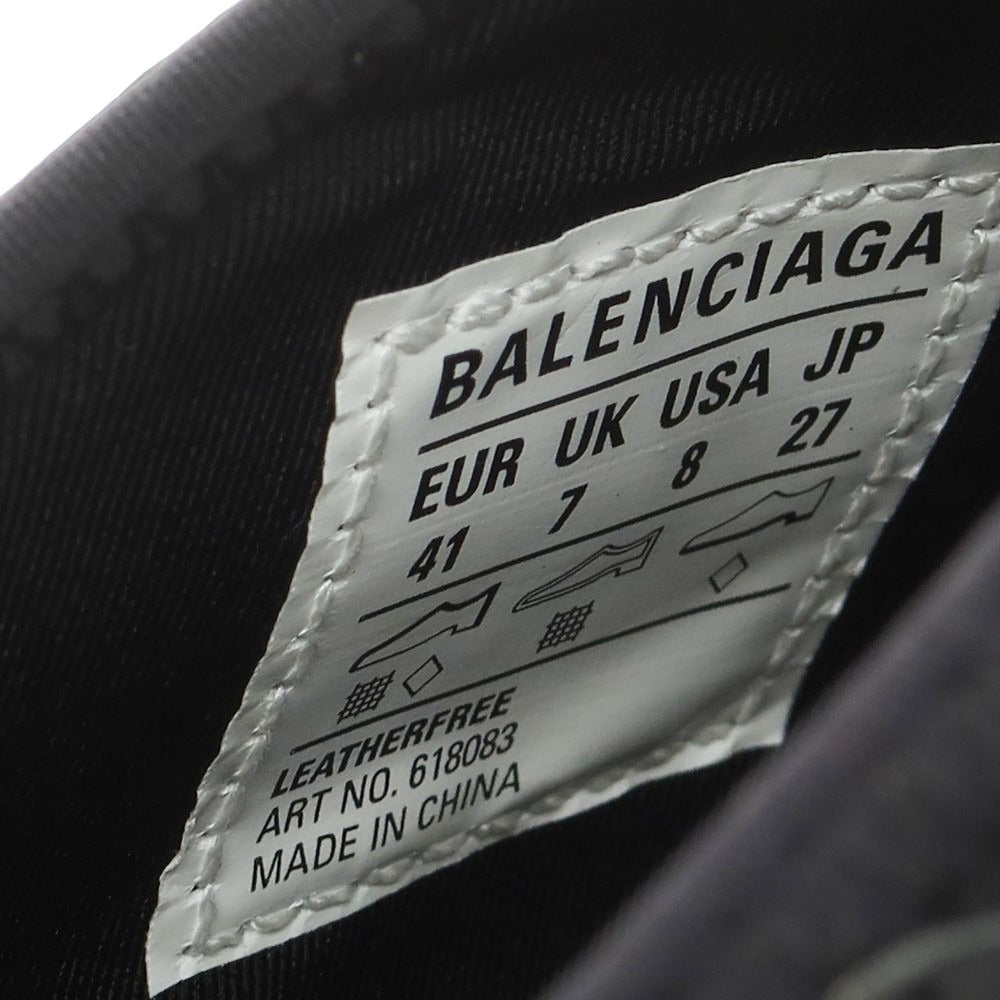 BALENCIAGA
EUR UK USA JP
41 7 8 27
LEATHERFREE
ART NO. 618083
MADE IN CHINA